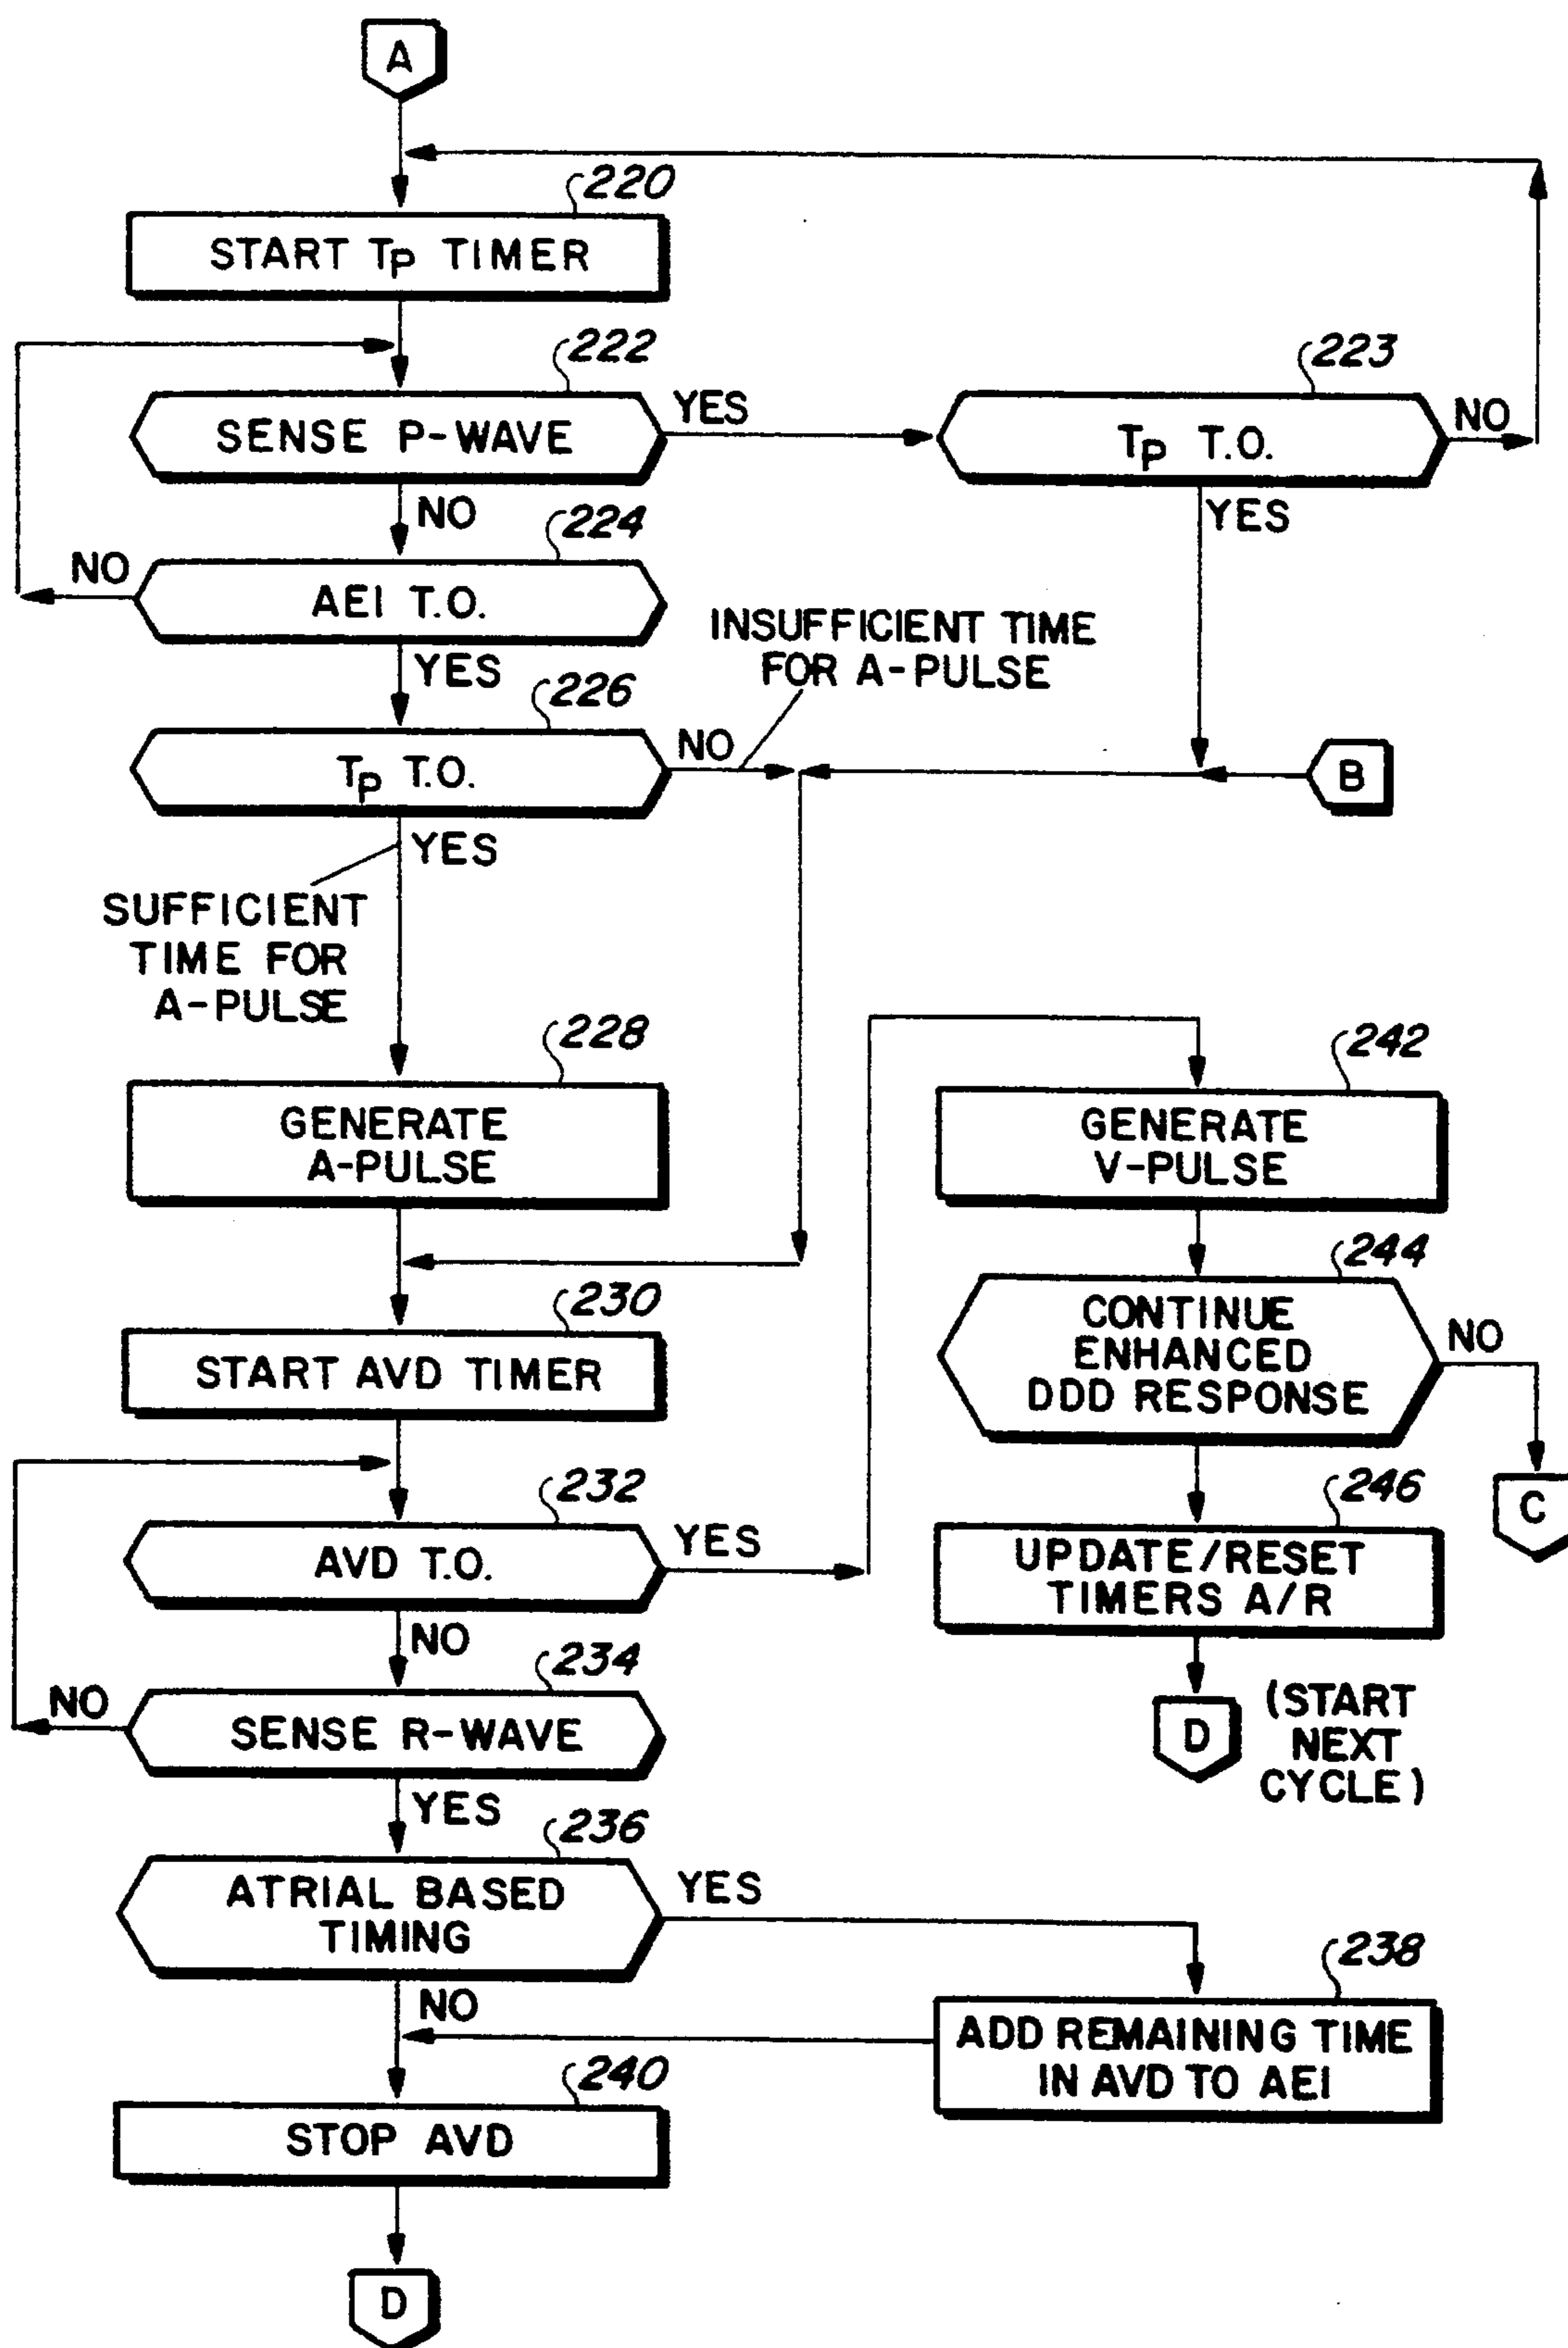 A
220
START TP TIMER
222
SENSE P-WAVE
YES
223
TP T.O.
NO
NO
YES
224
AEI T.O.
NO
YES
INSUFFICIENT TIME
FOR A-PULSE
226
TP T.O.
NO
B
YES
SUFFICIENT
TIME FOR
A-PULSE
228
GENERATE
A-PULSE
242
GENERATE
V-PULSE
244
CONTINUE
ENHANCED
DDD RESPONSE
NO
C
230
START AVD TIMER
232
AVD T.O.
YES
NO
246
UPDATE/RESET
TIMERS A/R
D
(START
NEXT
CYCLE)
234
SENSE R-WAVE
NO
YES
236
ATRIAL BASED
TIMING
YES
NO
238
ADD REMAINING TIME
IN AVD TO AEI
240
STOP AVD
D